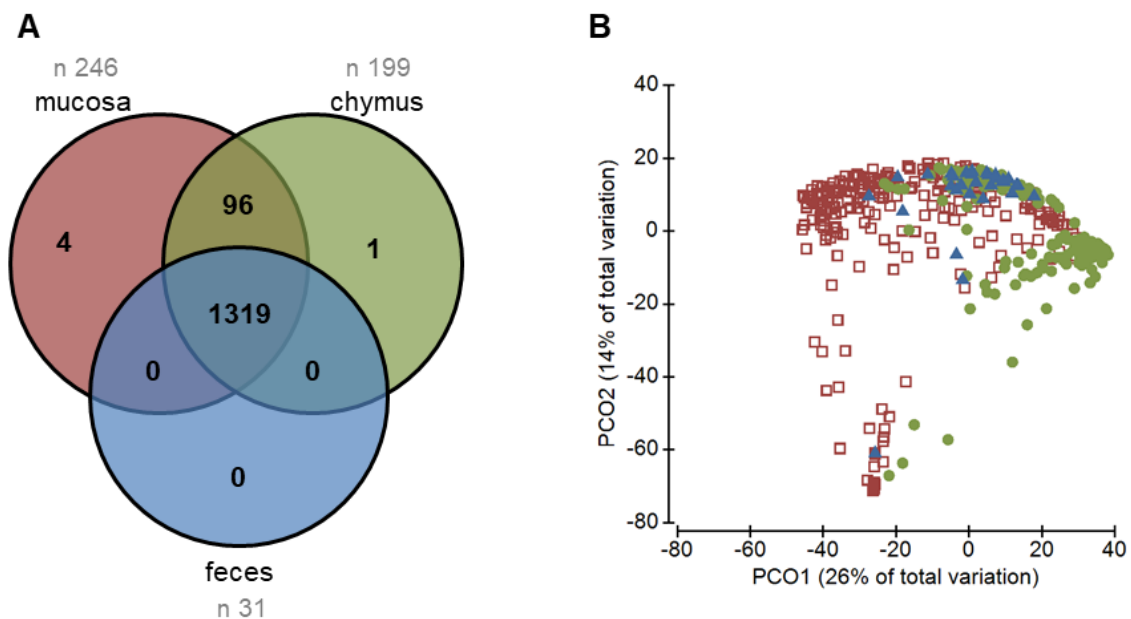 A
n 246
mucosa
n 199
chymus
96
4
1
1319
0
0
0
feces
n 31
B
40
20
0
-20
-40
-60
-80
PCO2 (14% of total variation)
-80
-60
-40
-20
0
20
40
PCO1 (26% of total variation)